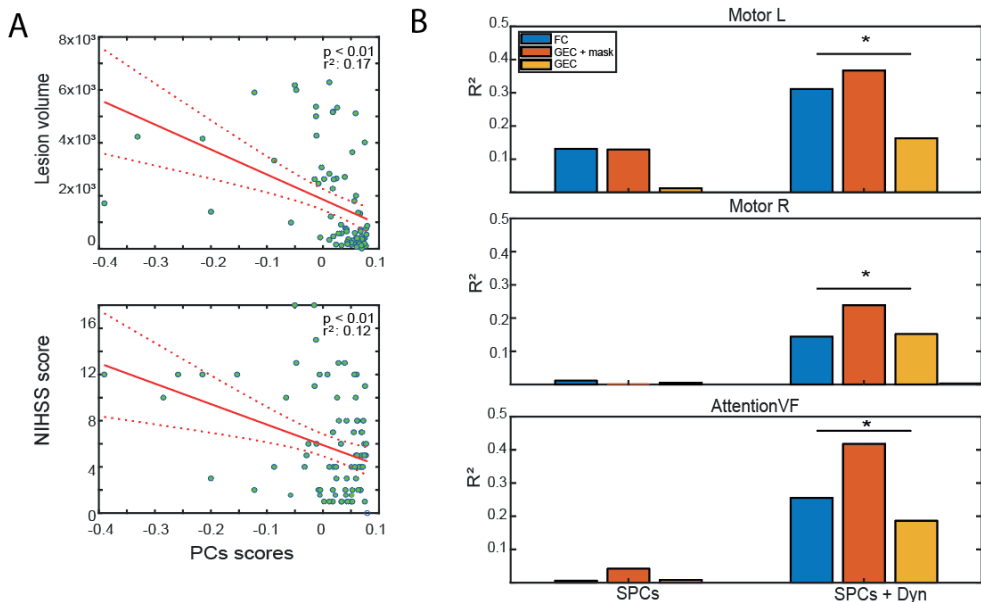 A
8x10³
6x10³
4x10³
2x10³
0
Lesion volume
p < 0.01
r²: 0.17
-0.4 -0.3 -0.2 -0.1 0 0.1
16
12
8
6
4
2
0
NIHSS score
p < 0.01
r²: 0.12
-0.4 -0.3 -0.2 -0.1 0 0.1
PCs scores
B
Motor L
0.5
0.4
0.3
0.2
0.1
R²
FC
GEC + mask
GEC
*
Motor R
0.5
0.4
0.3
0.2
0.1
R²
*
AttentionVF
0.5
0.4
0.3
0.2
0.1
R²
*
SPCs SPCs + Dyn